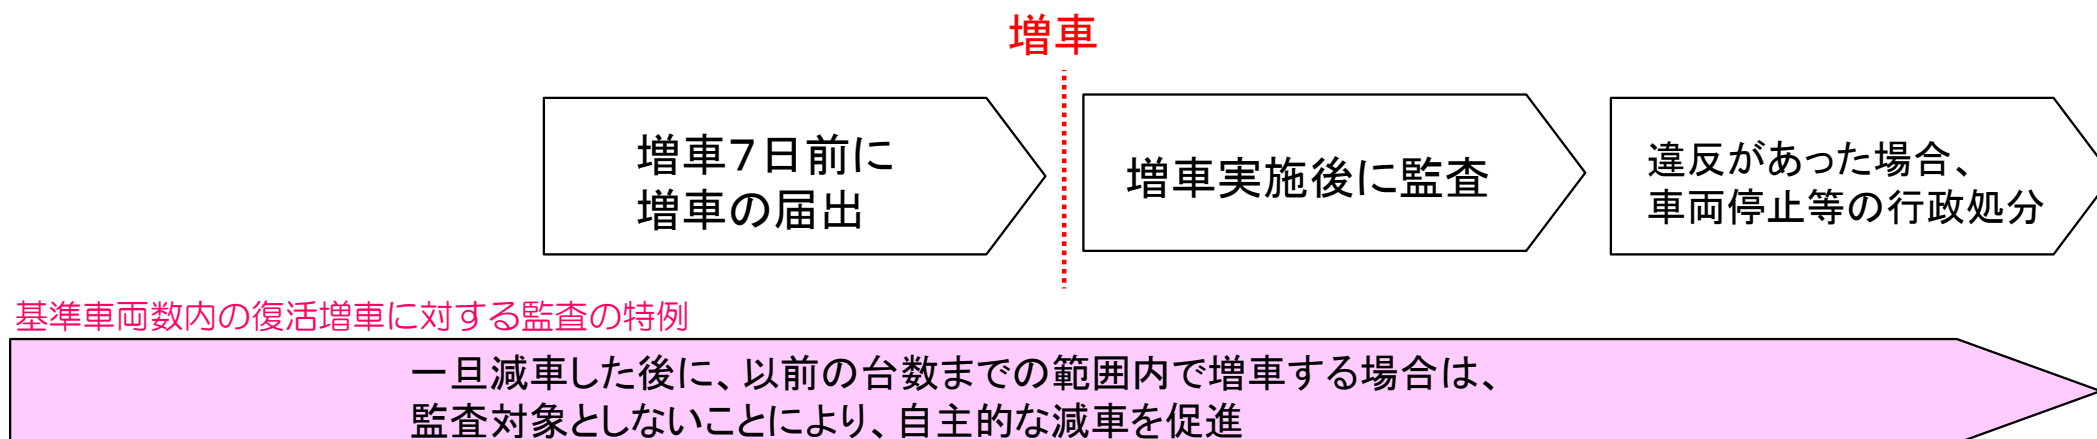 増車
増車7日前に
増車の届出
増車実施後に監査
違反があった場合、
車両停止等の行政処分
基準車両数内の復活増車に対する監査の特例
一旦減車した後に、以前の台数までの範囲内で増車する場合は、
監査対象としないことにより、自主的な減車を促進